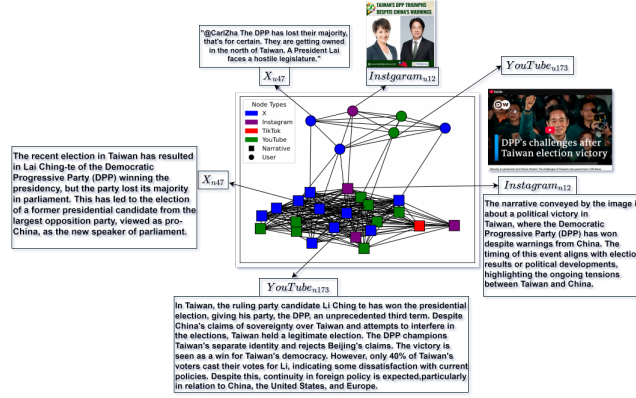 TAIWAN'S DPP TRIUMPHS
DESPITE CHINA'S WARNINGS
"@CarlZha The DPP has lost their majority,
that's for certain. They are getting owned
in the north of Taiwan. A President Lai
faces a hostile legislature."
X u47
Instgaram u12
YouTube u173
Node Types
X
Instagram
TikTok
YouTube
Narrative
User
DW
DPP's challenges after
Taiwan election victory
The recent election in Taiwan has resulted
in Lai Ching-te of the Democratic
Progressive Party (DPP) winning the
presidency, but the party lost its majority
in parliament. This has led to the election
of a former presidential candidate from the
largest opposition party, viewed as pro-
China, as the new speaker of parliament.
X n47
Instagram n12
The narrative conveyed by the image i
about a political victory in
Taiwan, where the Democratic
Progressive Party (DPP) has won
despite warnings from China. The
timing of this event aligns with election
results or political developments,
highlighting the ongoing tensions
between Taiwan and China.
YouTube n173
In Taiwan, the ruling party candidate Li Ching te has won the presidential
election, giving his party, the DPP, an unprecedented third term. Despite
China's claims of sovereignty over Taiwan and attempts to interfere in
the elections, Taiwan held a legitimate election. The DPP champions
Taiwan's separate identity and rejects Beijing's claims. The victory is
seen as a win for Taiwan's democracy. However, only 40% of Taiwan's
voters cast their votes for Li, indicating some dissatisfaction with current
policies. Despite this, continuity in foreign policy is expected,particularly
in relation to China, the United States, and Europe.